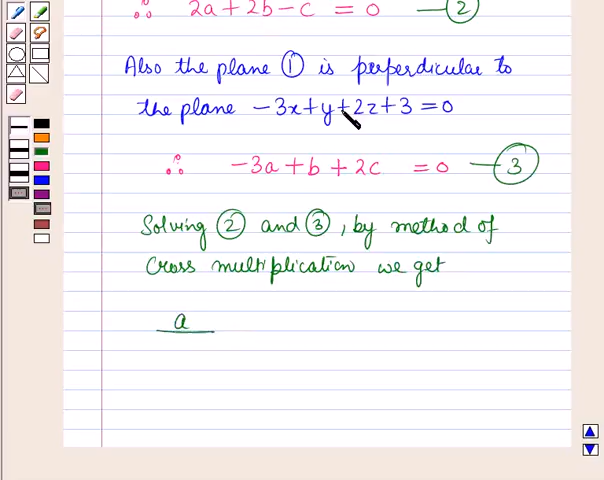 ∴ 2a + 2b - c = 0 — ②
Also the plane ① is perperdicular to
the plane -3x + y + 2z + 3 = 0
∴ -3a + b + 2c = 0 — ③
Solving ② and ③, by method of
Cross multiplication we get
a